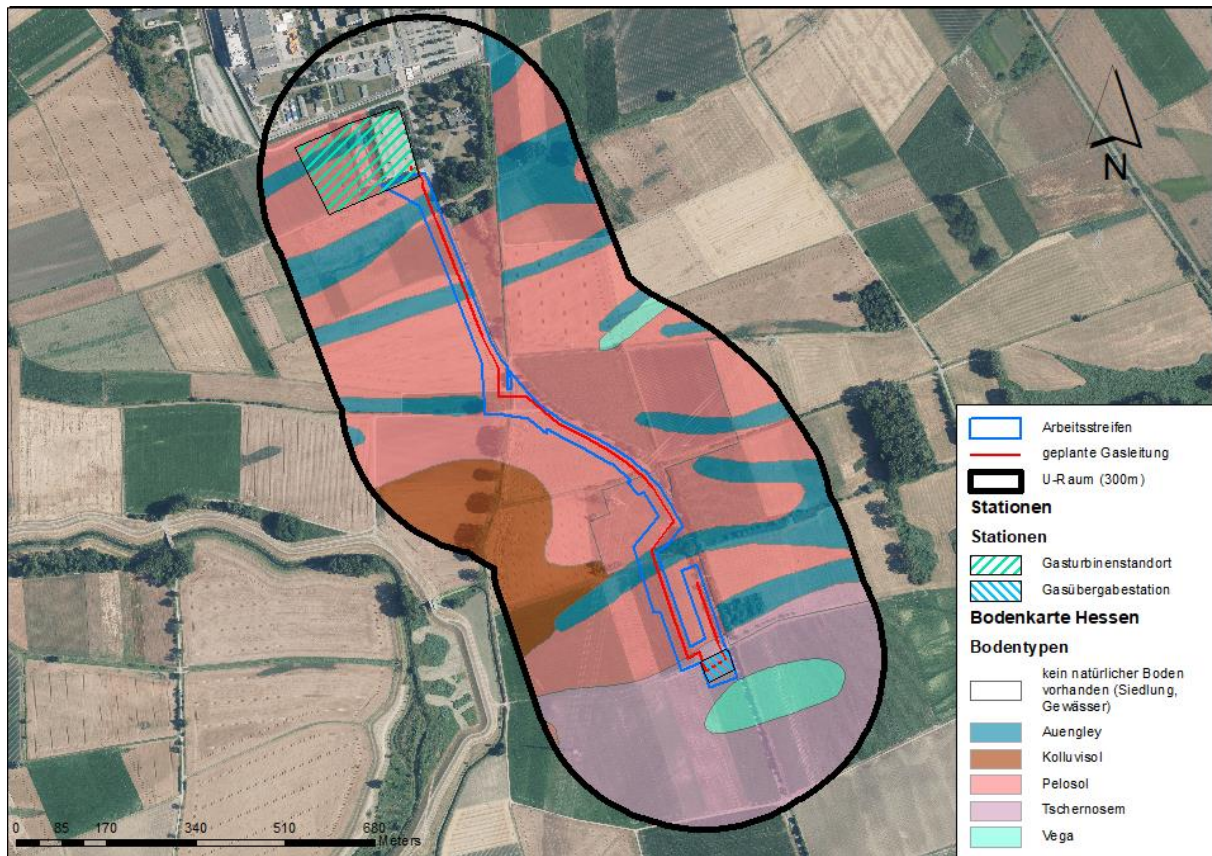 N
Arbeitsstreifen
geplante Gasleitung
U-Raum (300m)
Stationen
Stationen
Gasturbinenstandort
Gasübergabestation
Bodenkarte Hessen
Bodentypen
kein natürlicher Boden
vorhanden (Siedlung,
Gewässer)
Auengley
Kolluvisol
Pelosol
Tschernosem
Vega
0 85 170 340 510 680
Meters